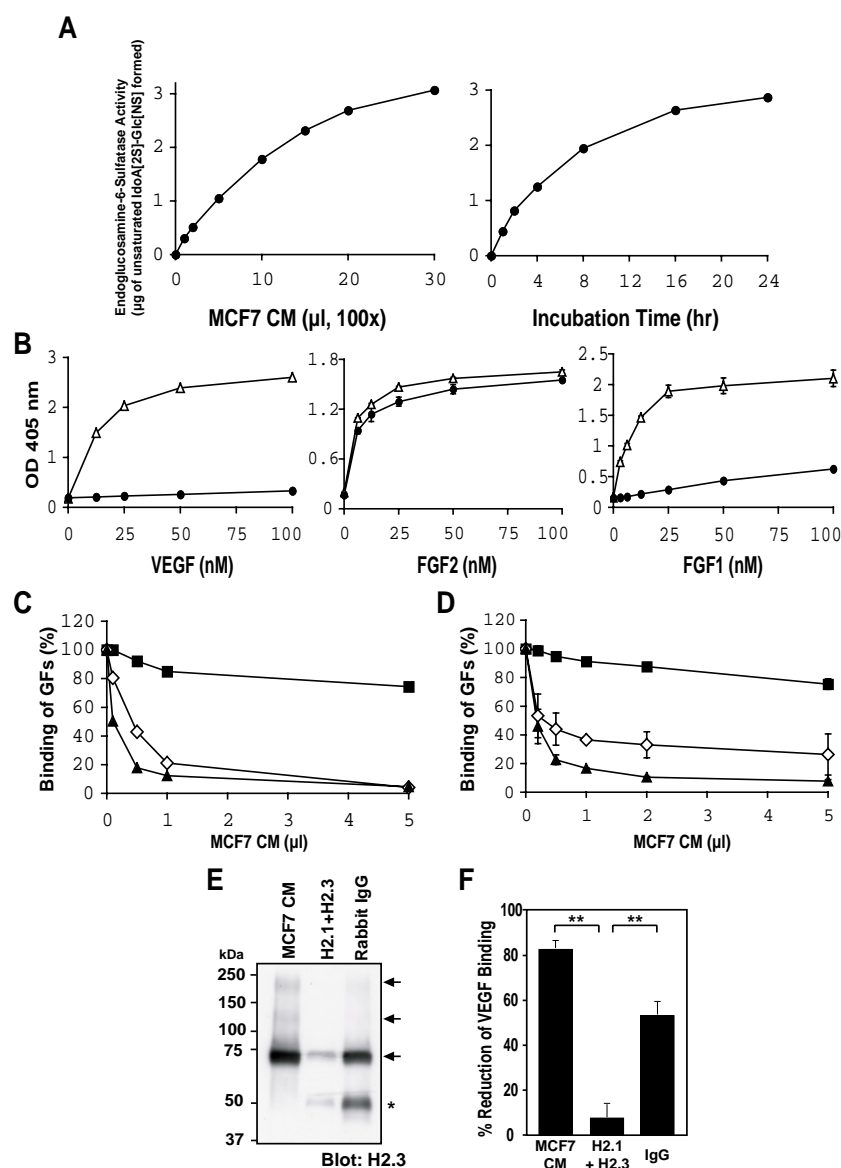 A
Endoglucosamine-6-Sulfatase Activity
(µg of unsaturated IdoA[2S]-Glc[NS] formed)
3
2
1
0
0 10 20 30
MCF7 CM (µl, 100x)
3
2
1
0
0 4 8 12 16 20 24
Incubation Time (hr)
B
OD 405 nm
3
2
1
0
0 25 50 75 100
VEGF (nM)
1.8
1.2
0.6
0
0 25 50 75 100
FGF2 (nM)
2.5
2
1.5
1
0.5
0
0 25 50 75 100
FGF1 (nM)
C
Binding of GFs (%)
120
100
80
60
40
20
0
0 1 2 3 4 5
MCF7 CM (µl)
D
Binding of GFs (%)
120
100
80
60
40
20
0
0 1 2 3 4 5
MCF7 CM (µl)
E
MCF7 CM
H2.1+H2.3
Rabbit IgG
kDa
250
150
100
75
50
37
*
Blot: H2.3
F
% Reduction of VEGF Binding
100
80
60
40
20
0
** **
MCF7 CM
H2.1 + H2.3
IgG